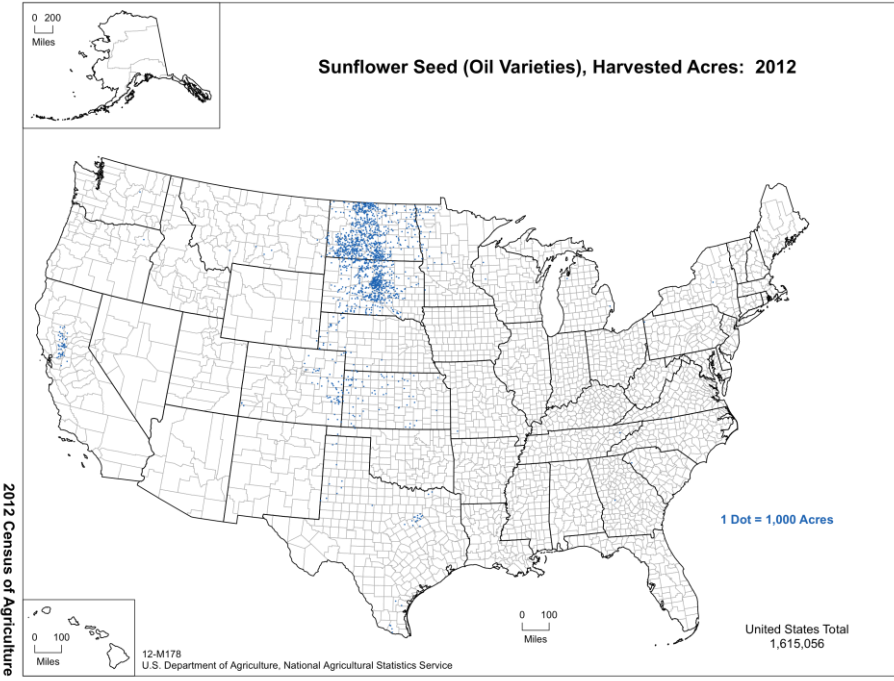 0 200
Miles
Sunflower Seed (Oil Varieties), Harvested Acres: 2012
1 Dot = 1,000 Acres
2012 Census of Agriculture
0 100
Miles
0 100
Miles
United States Total
1,615,056
12-M178
U.S. Department of Agriculture, National Agricultural Statistics Service